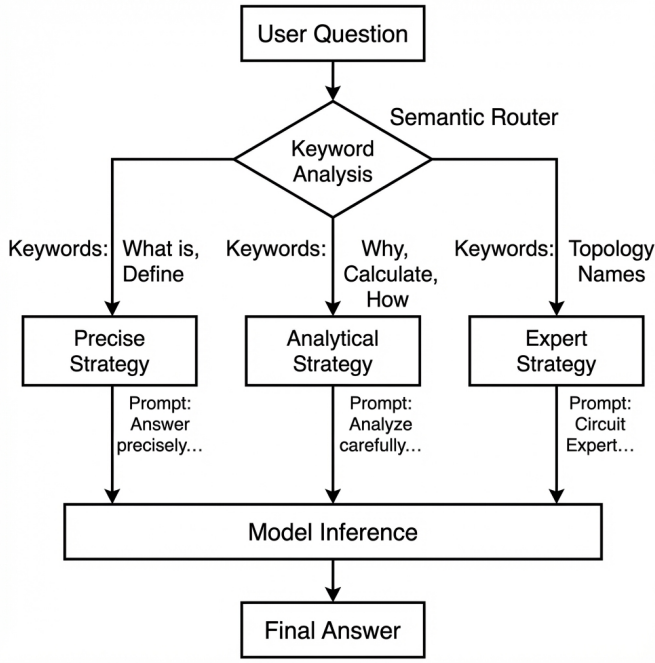 User Question
Semantic Router
Keyword
Analysis
Keywords: What is,
Define
Keywords: Why,
Calculate,
How
Keywords: Topology
Names
Precise
Strategy
Analytical
Strategy
Expert
Strategy
Prompt:
Answer
precisely...
Prompt:
Analyze
carefully...
Prompt:
Circuit
Expert...
Model Inference
Final Answer